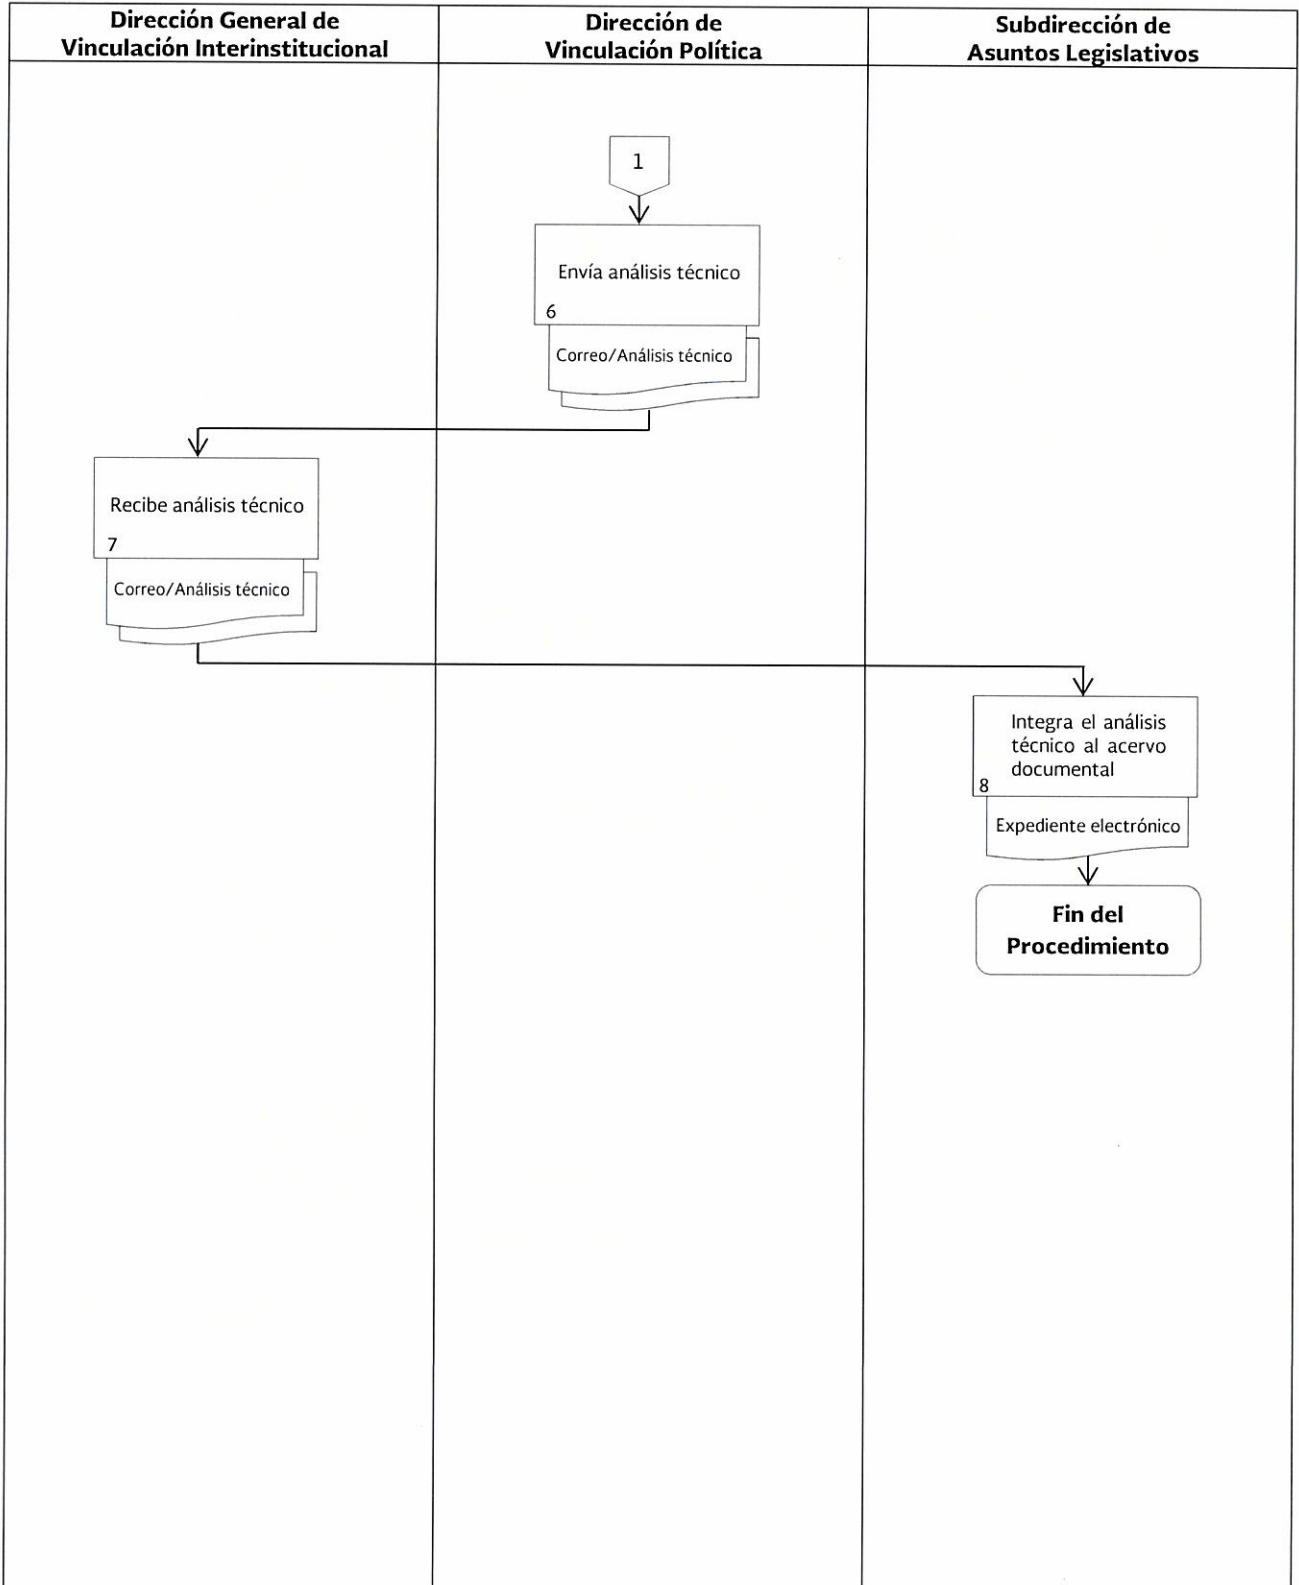 Dirección General de
Vinculación Interinstitucional
Dirección de
Vinculación Política
Subdirección de
Asuntos Legislativos
1
Envía análisis técnico
6
Correo/Análisis técnico
Recibe análisis técnico
7
Correo/Análisis técnico
Integra el análisis
técnico al acervo
documental
8
Expediente electrónico
Fin del
Procedimiento